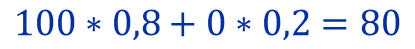 100 ∗ 0,8 + 0 ∗ 0,2 = 80